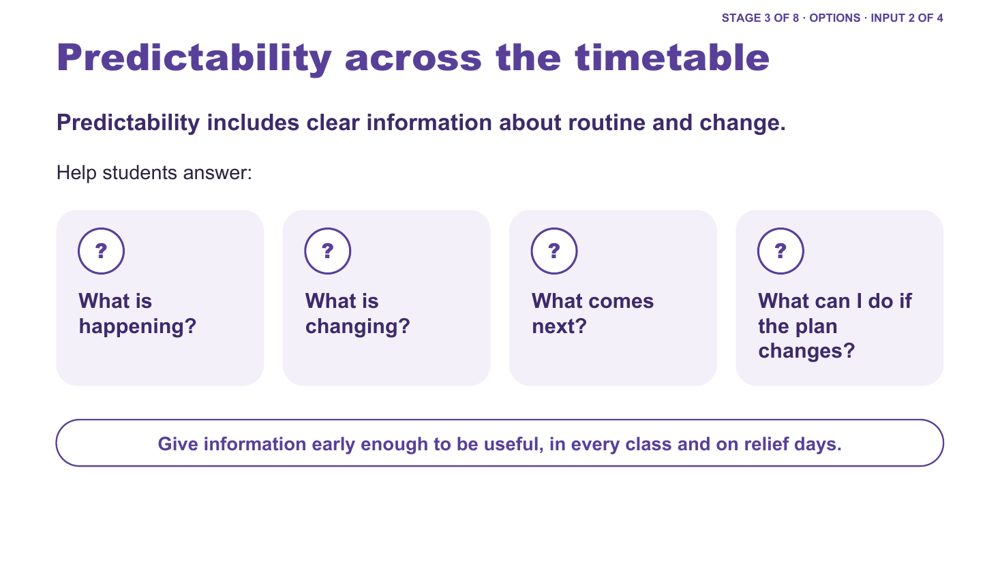 STAGE 3 OF 8 · OPTIONS · INPUT 2 OF 4
Predictability across the timetable
Predictability includes clear information about routine and change.
Help students answer:
?
What is
happening?
?
What is
changing?
?
What comes
next?
?
What can I do if
the plan
changes?
Give information early enough to be useful, in every class and on relief days.